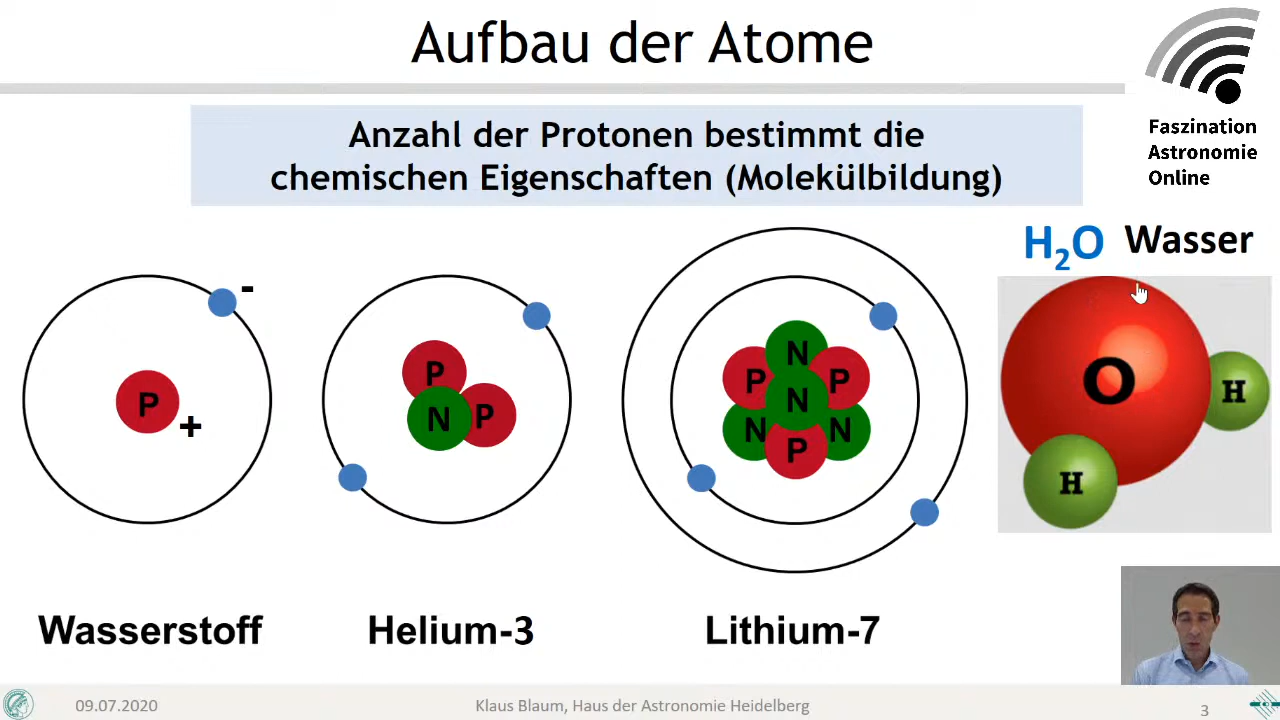 Aufbau der Atome
Faszination
Astronomie
Online
Anzahl der Protonen bestimmt die
chemischen Eigenschaften (Molekülbildung)
H₂O Wasser
-
P
+
P
N
P
N
P
P
N
N
N
P
O
H
H
Wasserstoff
Helium-3
Lithium-7
09.07.2020
Klaus Blaum, Haus der Astronomie Heidelberg
3